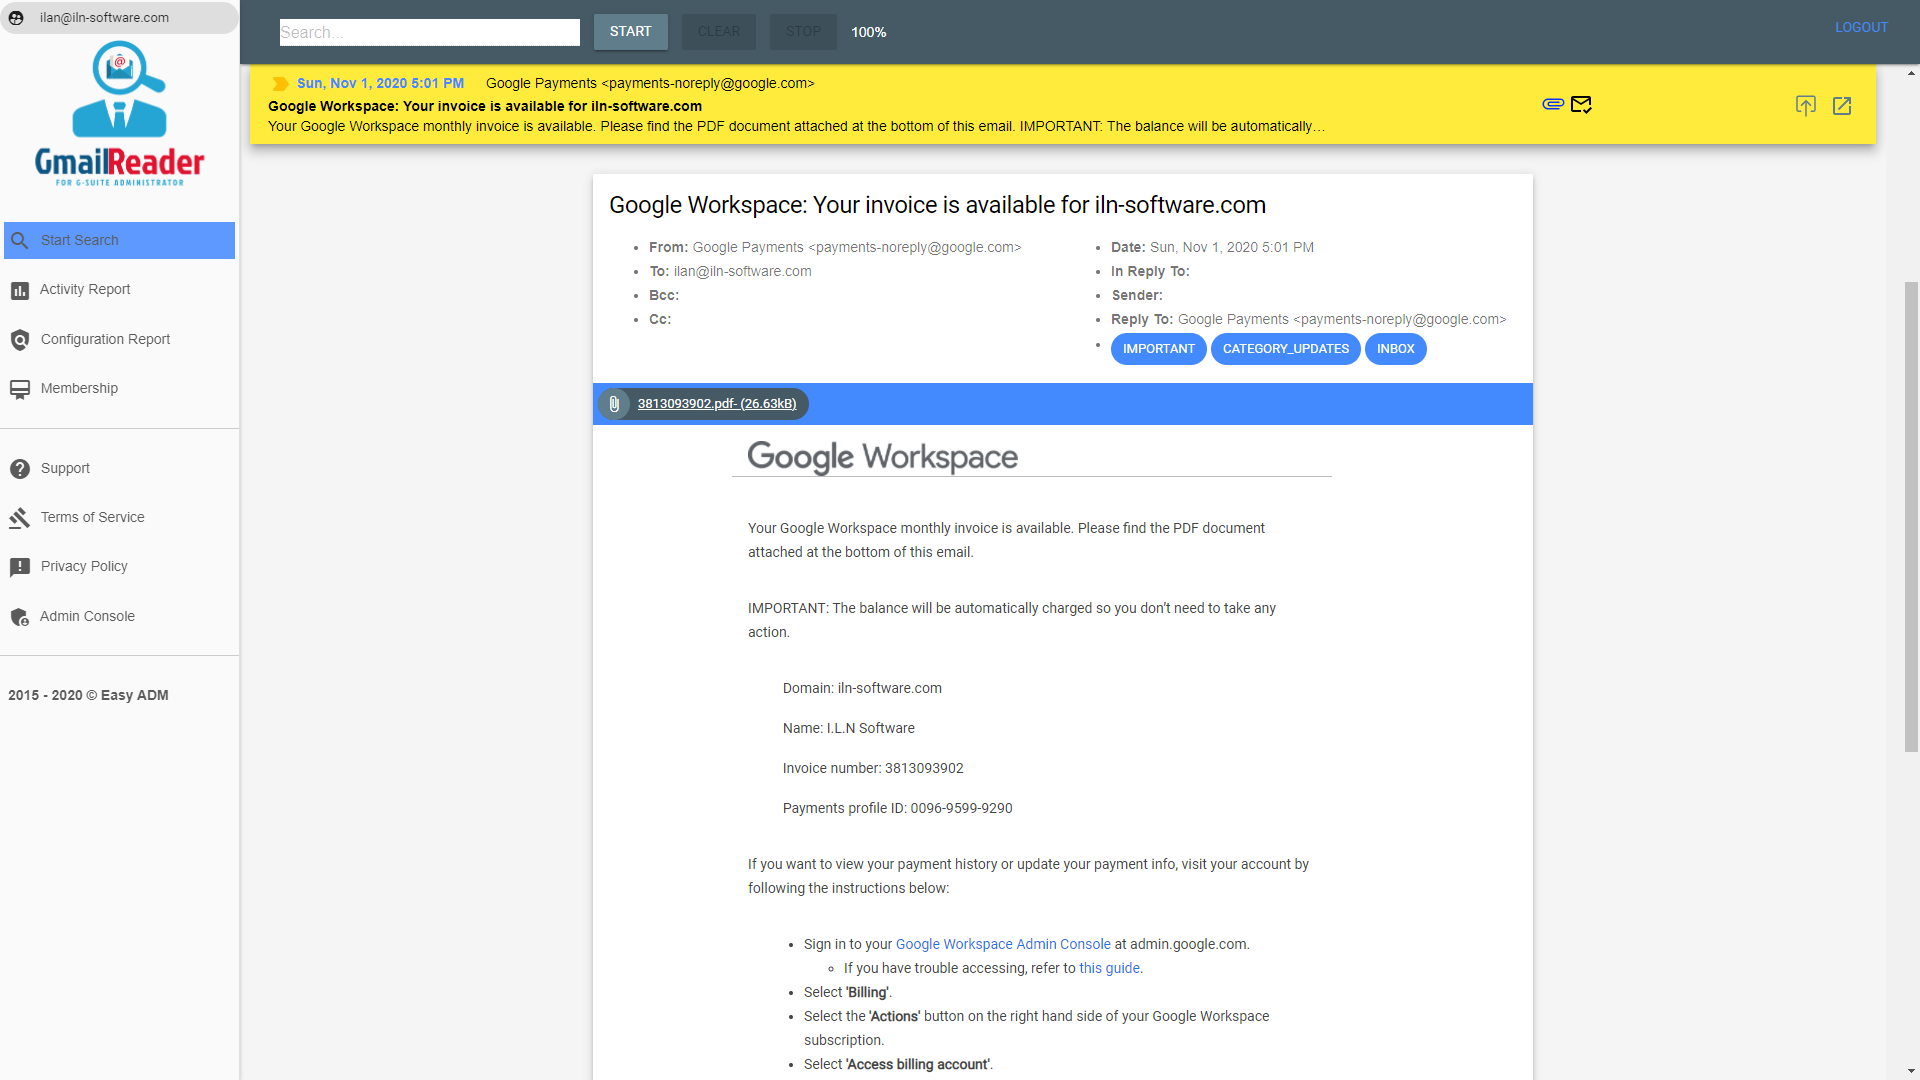 ilan@iln-software.com
GmailReader
FOR G-SUITE ADMINISTRATOR
Start Search
Activity Report
Configuration Report
Membership
Support
Terms of Service
Privacy Policy
Admin Console
2015 - 2020 © Easy ADM
Search...
START
CLEAR
STOP
100%
LOGOUT
Sun, Nov 1, 2020 5:01 PM Google Payments <payments-noreply@google.com>
Google Workspace: Your invoice is available for iln-software.com
Your Google Workspace monthly invoice is available. Please find the PDF document attached at the bottom of this email. IMPORTANT: The balance will be automatically…
Google Workspace: Your invoice is available for iln-software.com
From: Google Payments <payments-noreply@google.com>
To: ilan@iln-software.com
Bcc:
Cc:
Date: Sun, Nov 1, 2020 5:01 PM
In Reply To:
Sender:
Reply To: Google Payments <payments-noreply@google.com>
IMPORTANT CATEGORY_UPDATES INBOX
3813093902.pdf- (26.63kB)
Google Workspace
Your Google Workspace monthly invoice is available. Please find the PDF document
attached at the bottom of this email.
IMPORTANT: The balance will be automatically charged so you don't need to take any
action.
Domain: iln-software.com
Name: I.L.N Software
Invoice number: 3813093902
Payments profile ID: 0096-9599-9290
If you want to view your payment history or update your payment info, visit your account by
following the instructions below:
Sign in to your Google Workspace Admin Console at admin.google.com.
If you have trouble accessing, refer to this guide.
Select 'Billing'.
Select the 'Actions' button on the right hand side of your Google Workspace
subscription.
Select 'Access billing account'.